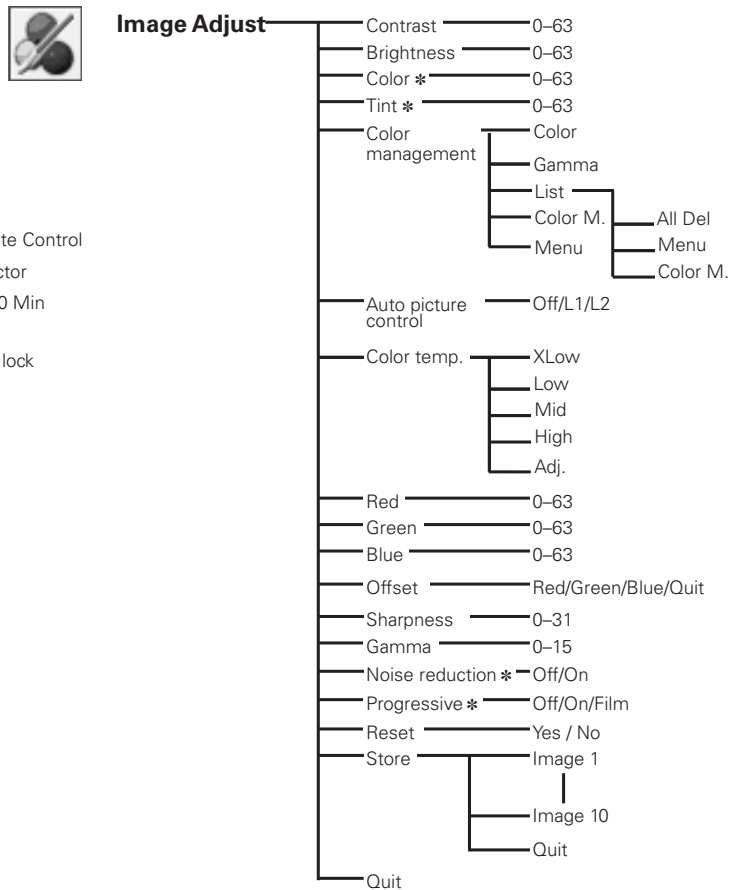 Image Adjust
Contrast 0–63
Brightness 0–63
Color ✻ 0–63
Tint ✻ 0–63
Color management Color
Gamma
List
Color M.
Menu
All Del
Menu
Color M.
Auto picture control Off/L1/L2
Color temp. XLow
Low
Mid
High
Adj.
Red 0–63
Green 0–63
Blue 0–63
Offset Red/Green/Blue/Quit
Sharpness 0–31
Gamma 0–15
Noise reduction ✻ Off/On
Progressive ✻ Off/On/Film
Reset Yes / No
Store Image 1
Image 10
Quit
Quit
Control
0 Min
lock